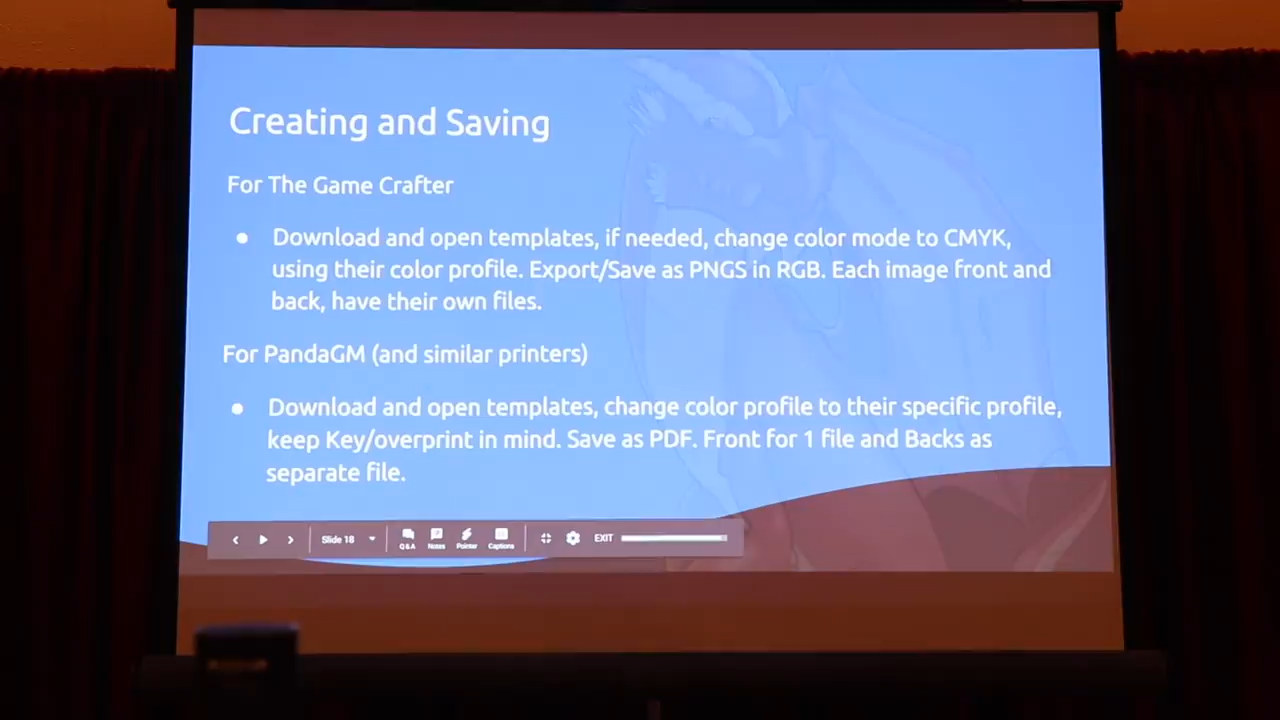 Creating and Saving
For The Game Crafter
● Download and open templates, if needed, change color mode to CMYK,
using their color profile. Export/Save as PNGS in RGB. Each image front and
back, have their own files.
For PandaGM (and similar printers)
● Download and open templates, change color profile to their specific profile,
keep Key/overprint in mind. Save as PDF. Front for 1 file and Backs as
separate file.
Slide 18 Q&A Notes Pointer Captions EXIT